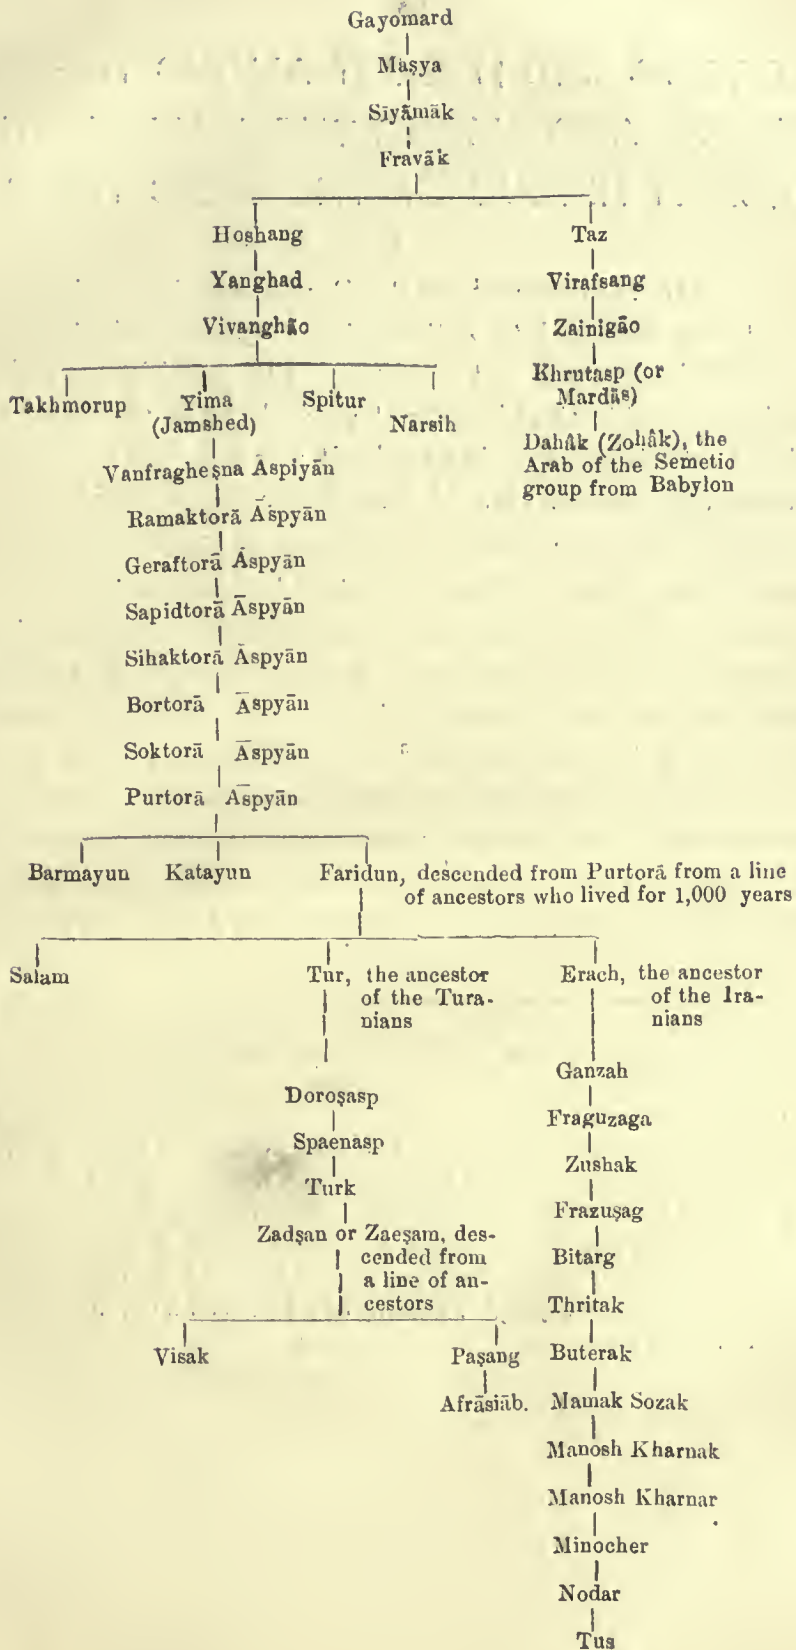 Gayomard
Maṣya
Sīyāmāk
Fravāk
Hoshang Taz
Yanghad Virafsang
Vivanghāo Zainigāo
Khrutasp (or
Mardās)
Takhmorup Yima Spitur Narsih
(Jamshed)
Dahâk (Zohâk), the
Arab of the Semetio
group from Babylon
Vanfragheṣna Āspiyān
Ramaktorā Āspyān
Geraftorā Āspyān
Sapidtorā Āspyān
Sihaktorā Āspyān
Bortorā Āspyān
Soktorā Āspyān
Purtorā Aspyān
Barmayun Katayun Faridun, descended from Purtorā from a line
of ancestors who lived for 1,000 years
Salam Tur, the ancestor Erach, the ancestor
of the Tura- of the Ira-
nians nians
Ganzah
Doroṣasp
Fraguzaga
Spaenasp
Zushak
Turk
Frazuṣag
Zadṣan or Zaeṣam, des-
cended from
a line of an-
cestors
Bitarg
Thritak
Visak Paṣang Buterak
Afrāsiāb. Mamak Sozak
Manosh Kharnak
Manosh Kharnar
Minocher
Nodar
Tus